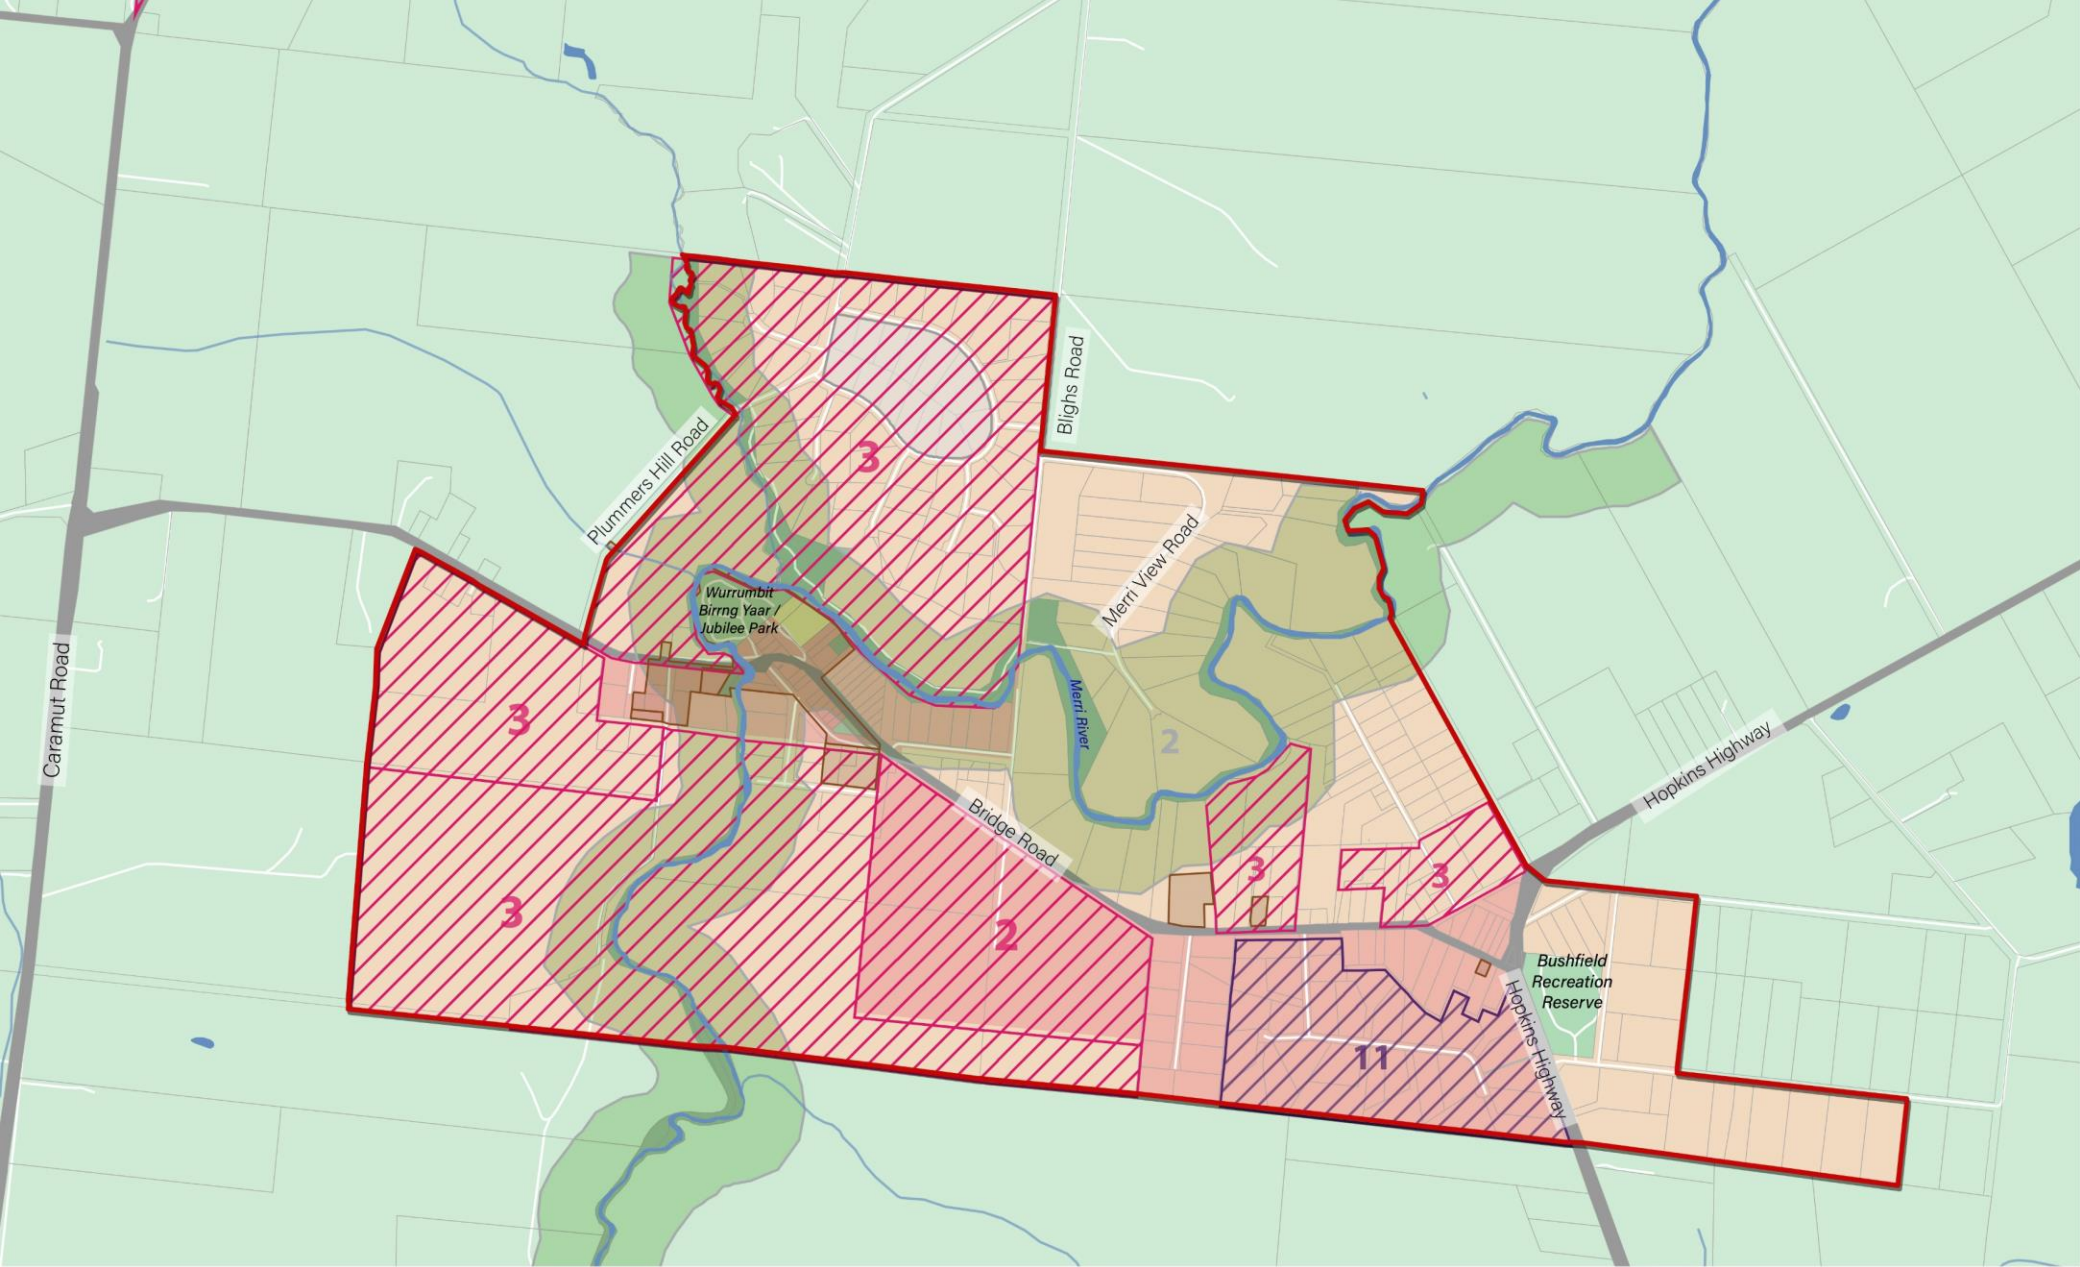 Blighs Road
Plummers Hill Road
3
Merri View Road
Wurrumbit
Birrng Yaar /
Jubilee Park
Caramut Road
3
Merri River
2
Hopkins Highway
Bridge Road
3
3
3
2
Bushfield
Recreation
Reserve
Hopkins Highway
11